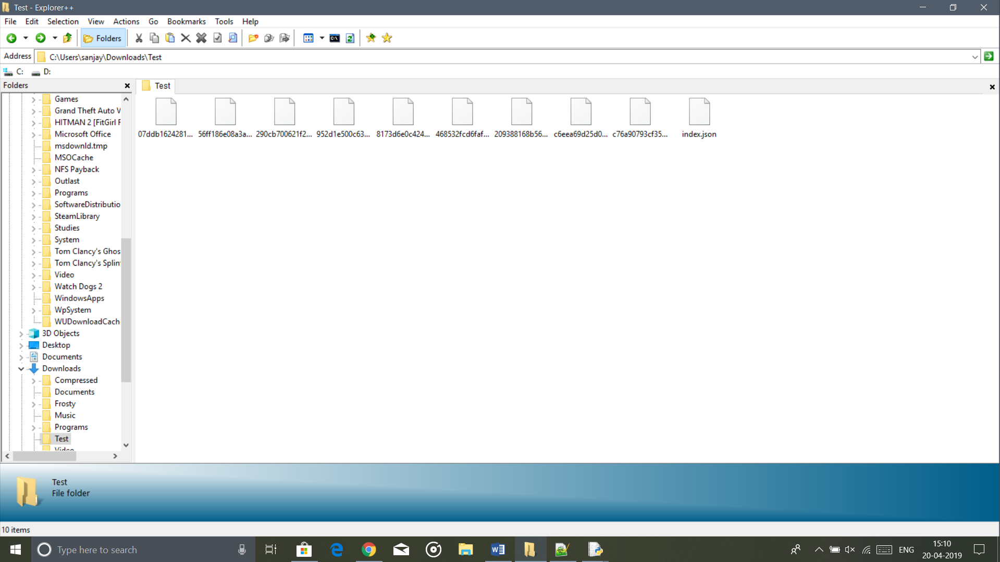 Test - Explorer++
File Edit Selection View Actions Go Bookmarks Tools Help
Folders
Address C:\Users\sanjay\Downloads\Test
C: D:
Folders
Test
Games
Grand Theft Auto V
HITMAN 2 [FitGirl
Microsoft Office
msdownld.tmp
MSOCache
NFS Payback
Outlast
Programs
SoftwareDistributio
SteamLibrary
Studies
System
Tom Clancy's Ghos
Tom Clancy's Splin
Video
Watch Dogs 2
WindowsApps
WpSystem
WUDownloadCach
3D Objects
Desktop
Documents
Downloads
Compressed
Documents
Frosty
Music
Programs
Test
Video
07ddb1624281... 56ff186e08a3a... 290cb700621f2... 952d1e500c63... 8173d6e0c424... 468532fcd6faf... 209388168b56... c6eea69d25d0... c76a90793cf35... index.json
Test
File folder
10 items
Type here to search
ENG
15:10
20-04-2019